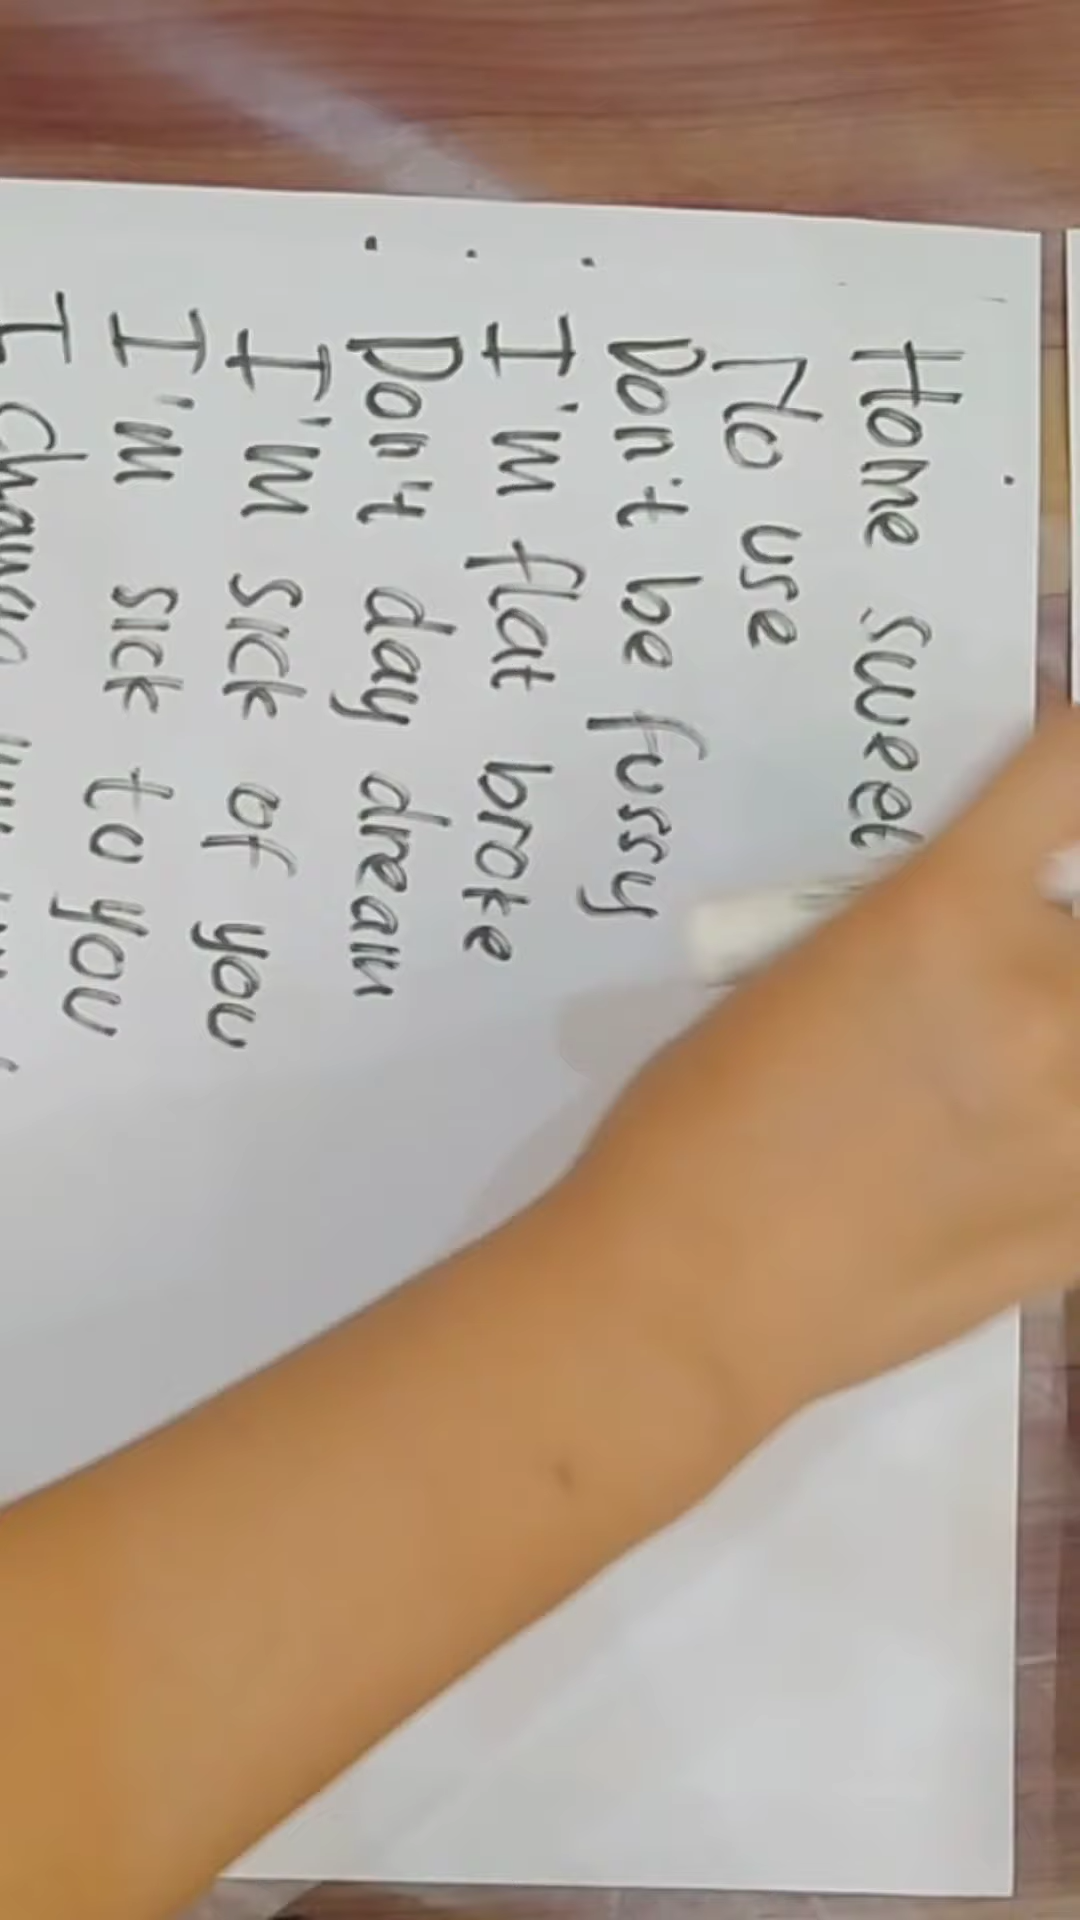 Home sweet
No use
Don't be fussy
I'm flat broke
Don't day dream
I'm sick of you
I'm sick to you
I